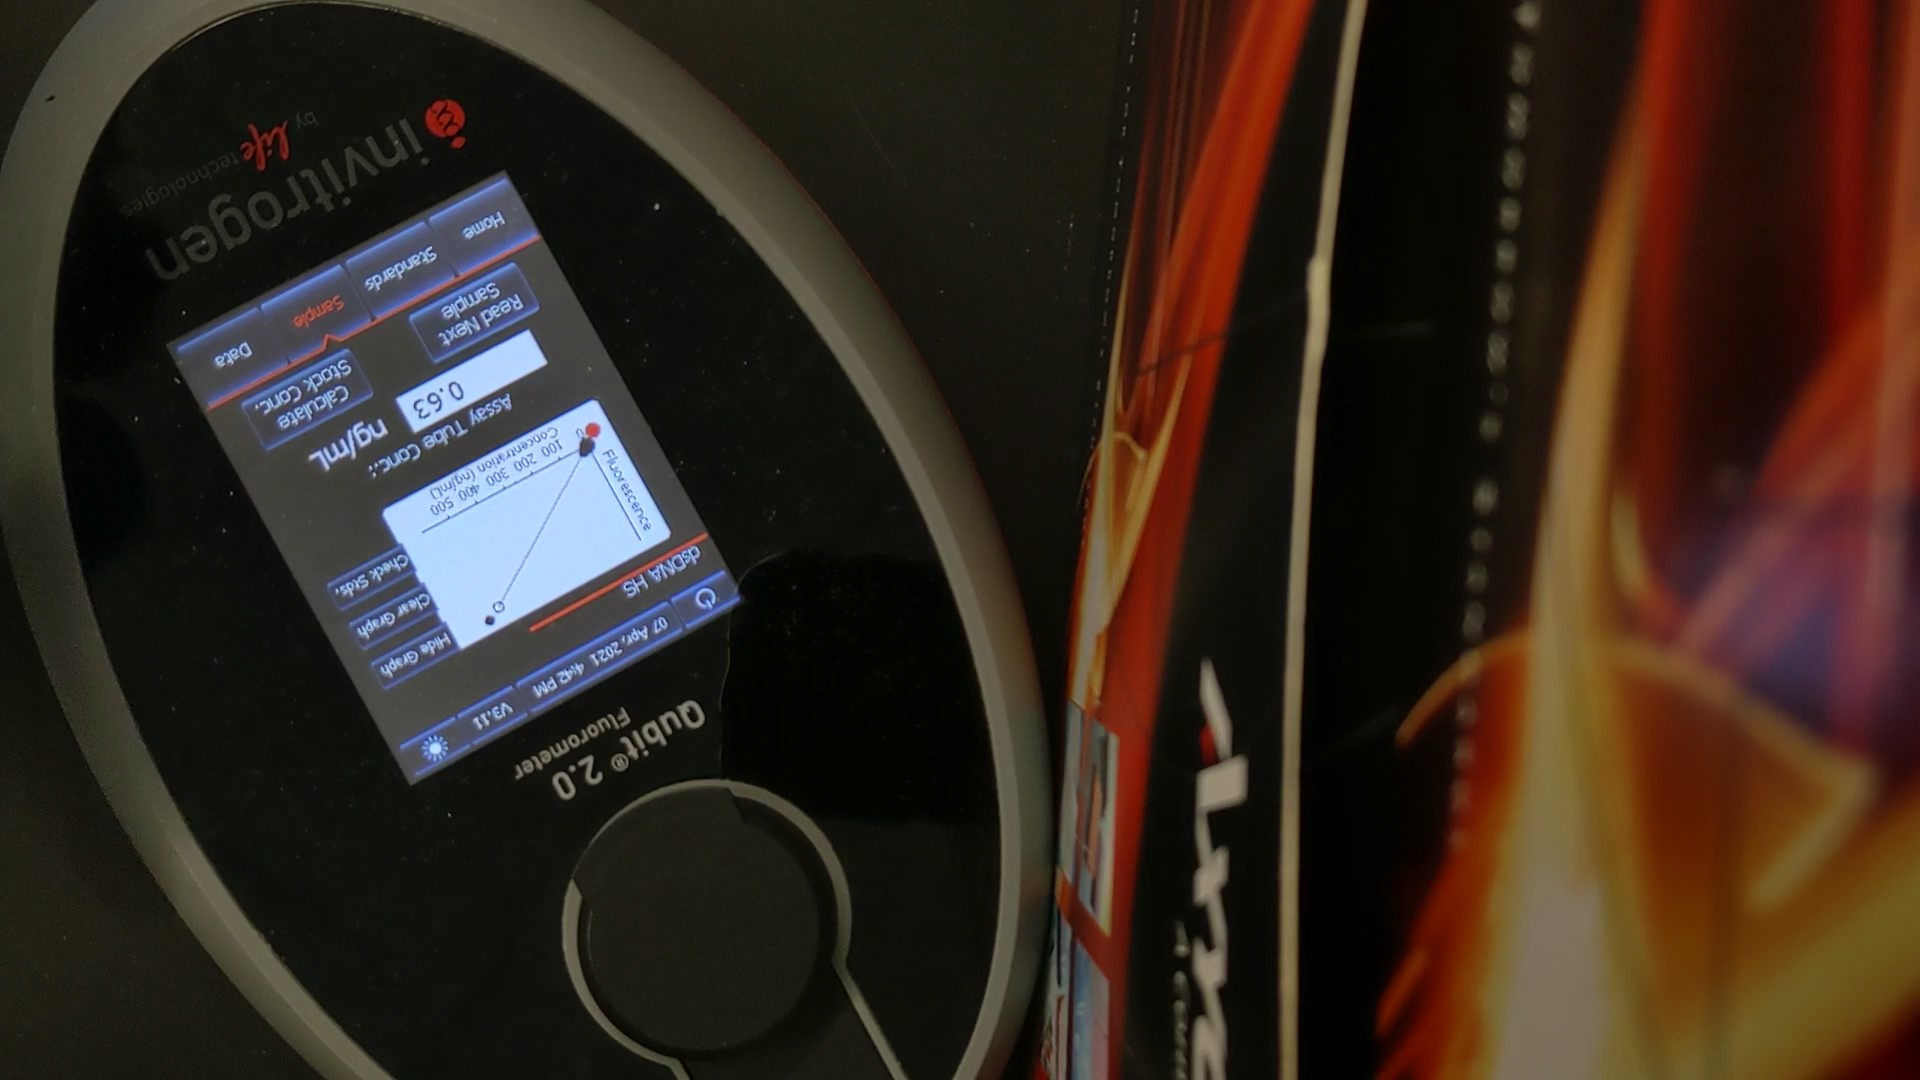 Qubit® 2.0
Fluorometer
07 Apr, 2021 4:42 PM
V3.11
dsDNA HS
Hide Graph
Clear Graph
Check Stds.
Fluorescence
0 100 200 300 400 500
Concentration (ng/mL)
Assay Tube Conc.:
0.63 ng/mL
Read Next
Sample
Calculate
Stock Conc.
Home
Standards
Sample
Data
invitrogen
by life technologies